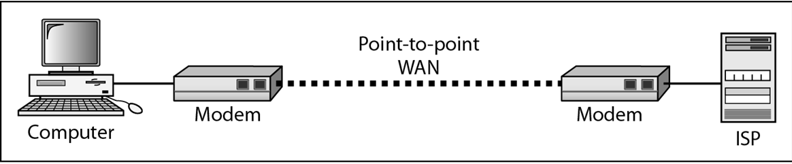 Point-to-point
WAN
Computer
Modem
Modem
ISP